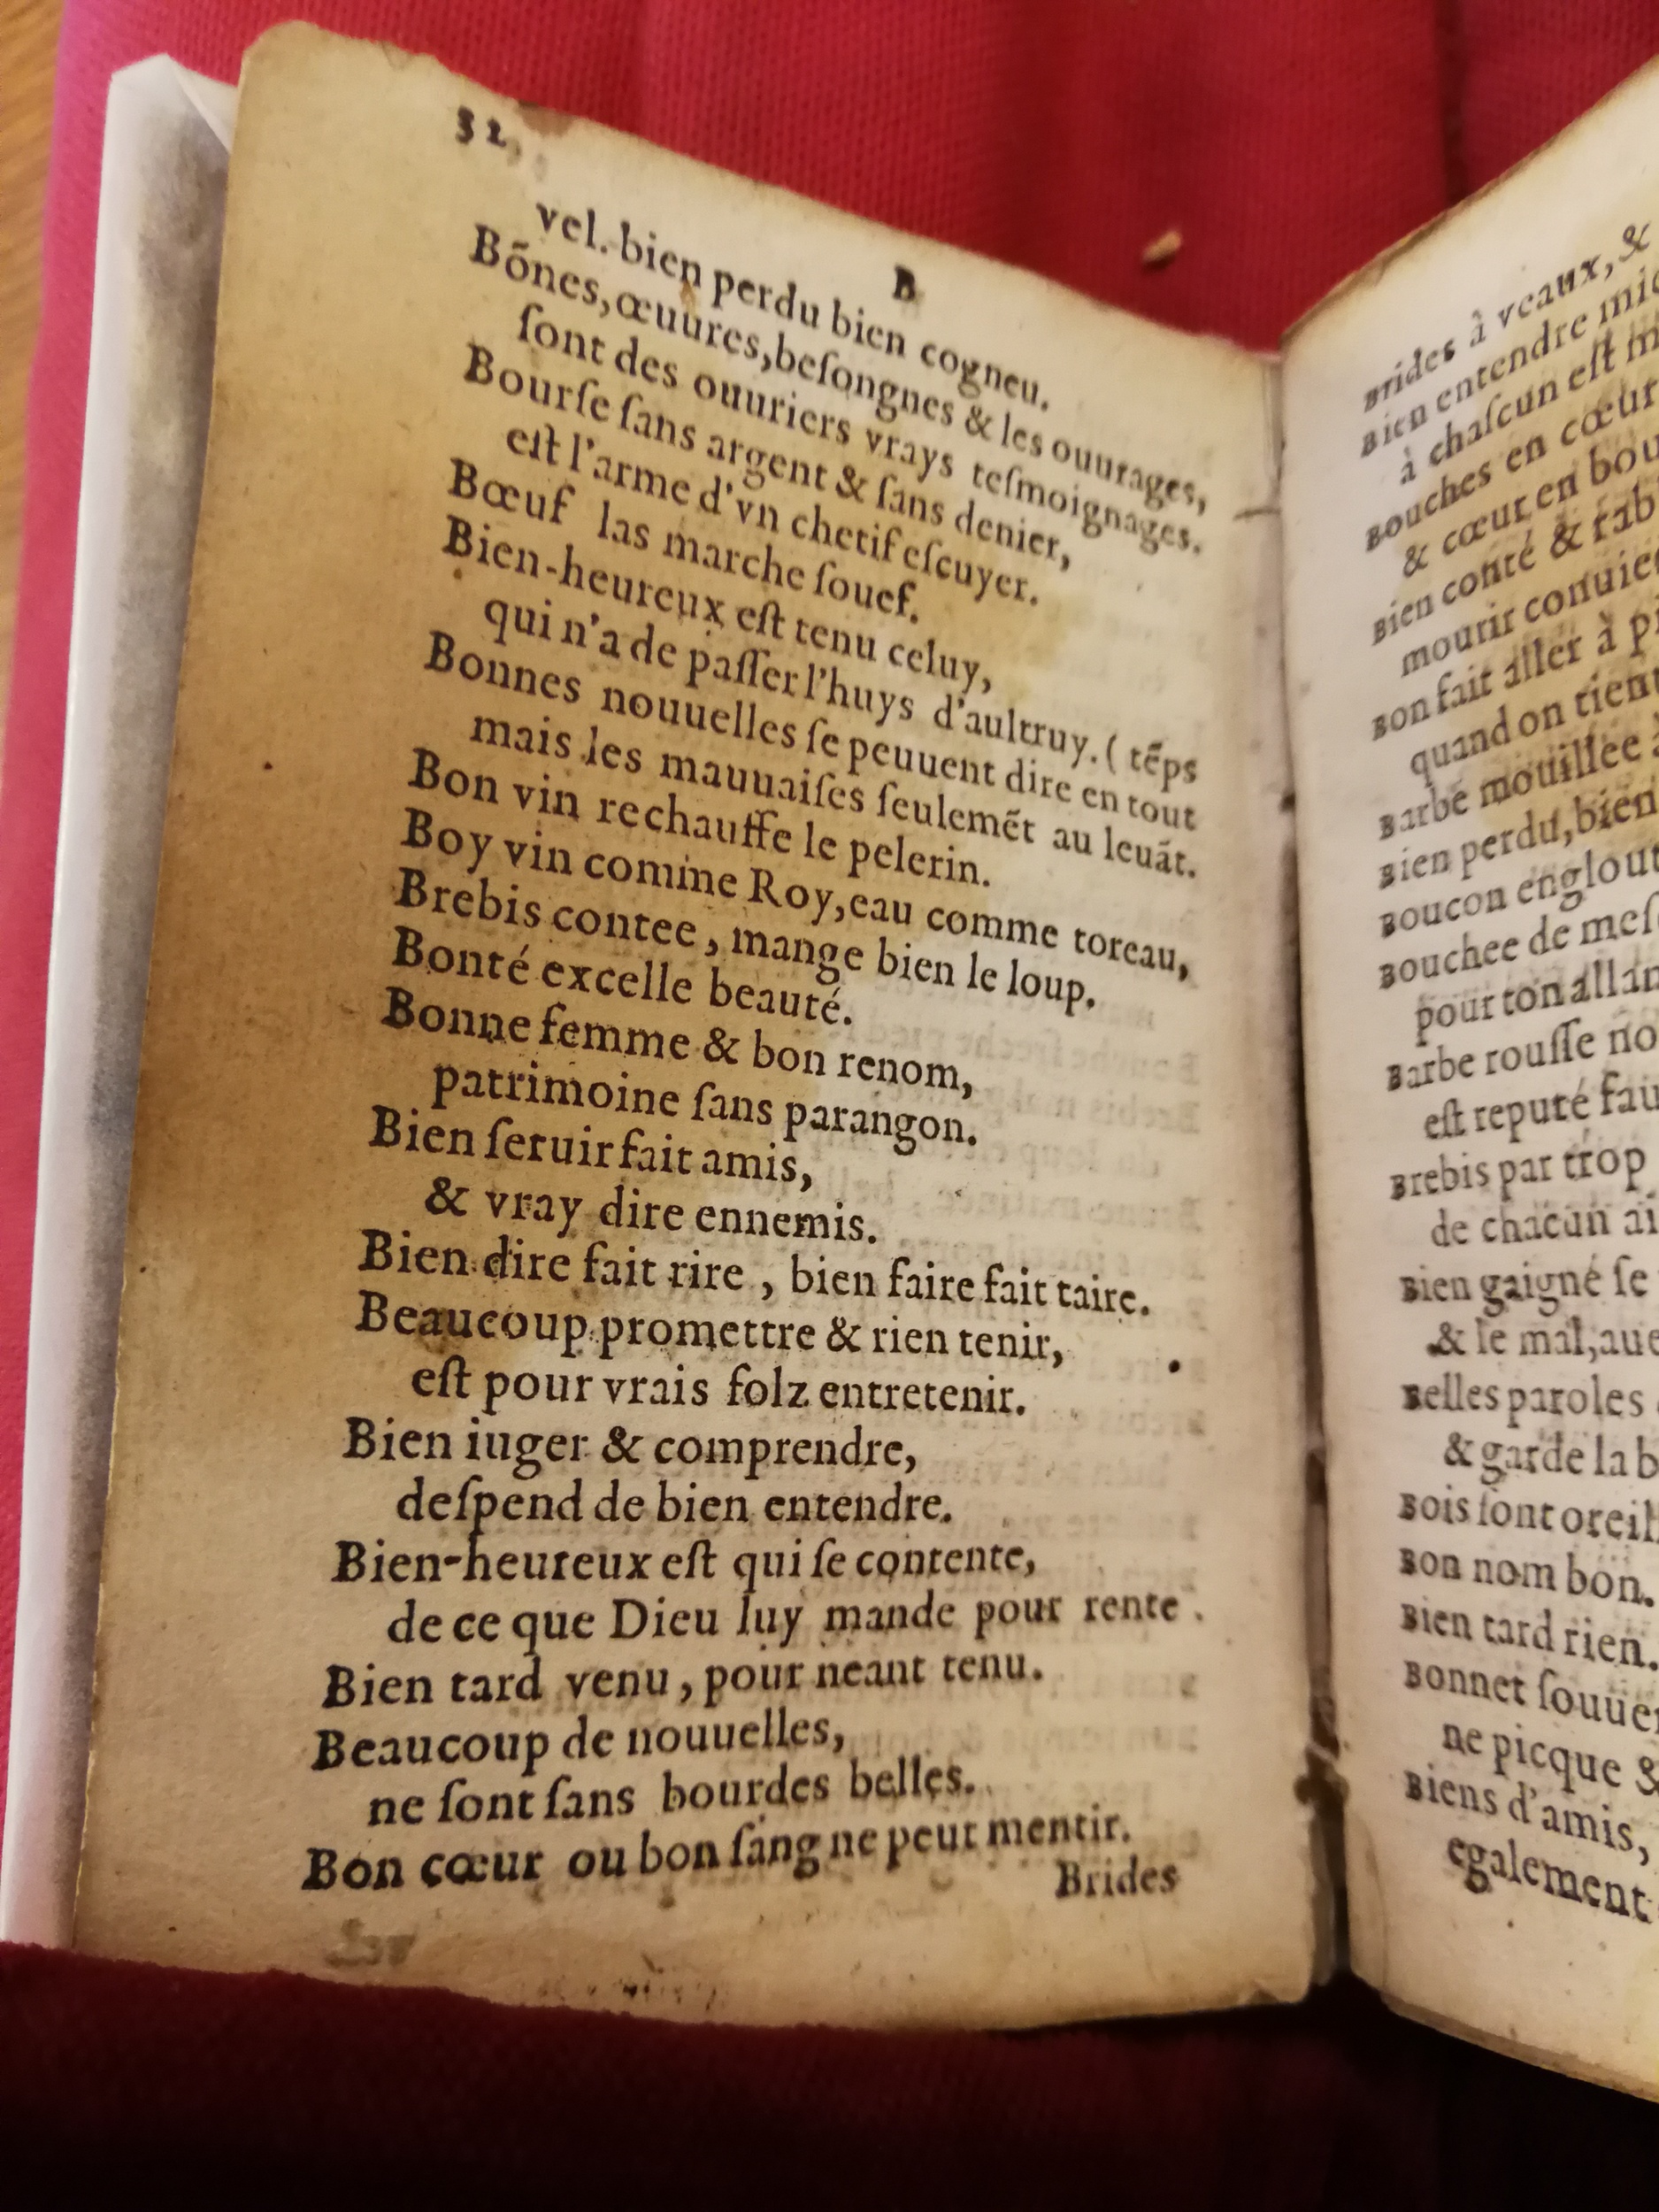 32
B
vel. bien perdu bien cogneu.
Bõnes, œuures, beſongnes & les ouurages,
ſont des ouuriers vrays teſmoignages.
Bourſe ſans argent & ſans denier,
eſt l'arme d'vn chetif eſcuyer.
Bœuf las marche ſouef.
Bien-heureux eſt tenu celuy,
qui n'a de paſſer l'huys d'aultruy. ( tẽps
Bonnes nouuelles ſe peuuent dire en tout
mais les mauuaiſes ſeulemẽt au leuãt.
Bon vin rechauffe le pelerin.
Boy vin comme Roy, eau comme toreau,
Brebis contee, mange bien le loup.
Bonté excelle beauté.
Bonne femme & bon renom,
patrimoine ſans parangon.
Bien ſeruir fait amis,
& vray dire ennemis.
Bien dire fait rire, bien faire fait taire.
Beaucoup promettre & rien tenir,
eſt pour vrais folz entretenir.
Bien iuger & comprendre,
deſpend de bien entendre.
Bien-heureux eſt qui ſe contente,
de ce que Dieu luy mande pour rente.
Bien tard venu, pour neant tenu.
Beaucoup de nouuelles,
ne ſont ſans bourdes belles.
Bon cœur ou bon ſang ne peut mentir.
Brides
Brides à veaux, &
Bien entendre
à chaſcun eſt
Bouches en cœur
& cœur en
Bien conté &
mourir
Bon fait aller à
quand on
Barbe mouillee
Bien perdu, bien
Boucon
Bouchee de
pour ton
Barbe rouſſe
eſt reputé
Brebis par trop
de chacun
Bien gaigné ſe
& le mal,
Belles paroles
& garde la
Bois ſont
Bon nom bon.
Bien tard rien.
Bonnet
ne picque &
Biens d'amis,
egalement